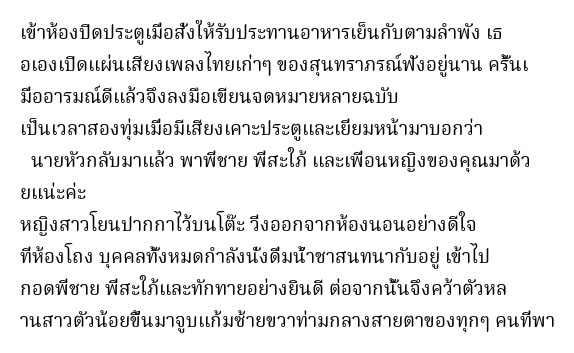 เข้าห้องปิดประตูเมื่อสั่งให้รับประทานอาหารเย็นกับตามลำพัง เธ
อเองเปิดแผ่นเสียงเพลงไทยเก่าๆ ของสุนทราภรณ์ฟังอยู่นาน ครั้นเ
มื่ออารมณ์ดีแล้วจึงลงมือเขียนจดหมายหลายฉบับ
เป็นเวลาสองทุ่มเมื่อมีเสียงเคาะประตูและเยี่ยมหน้ามาบอกว่า
นายหัวกลับมาแล้ว พาพี่ชาย พี่สะใภ้ และเพื่อนหญิงของคุณมาด้ว
ยแน่ะค่ะ
หญิงสาวโยนปากกาไว้บนโต๊ะ วิ่งออกจากห้องนอนอย่างดีใจ
ที่ห้องโถง บุคคลทั้งหมดกำลังนั่งดื่มน้ำชาสนทนากับอยู่ เข้าไป
กอดพี่ชาย พี่สะใภ้และทักทายอย่างยินดี ต่อจากนั้นจึงคว้าตัวหล
านสาวตัวน้อยขึ้นมาจูบแก้มซ้ายขวาท่ามกลางสายตาของทุกๆ คนที่พา